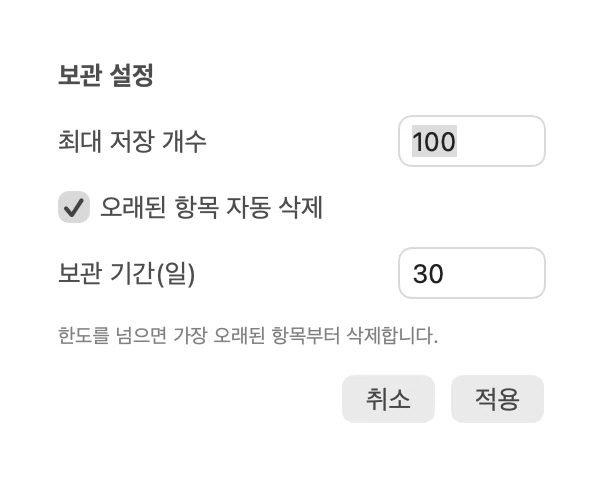 보관 설정
최대 저장 개수 100
오래된 항목 자동 삭제
보관 기간(일) 30
한도를 넘으면 가장 오래된 항목부터 삭제합니다.
취소 적용